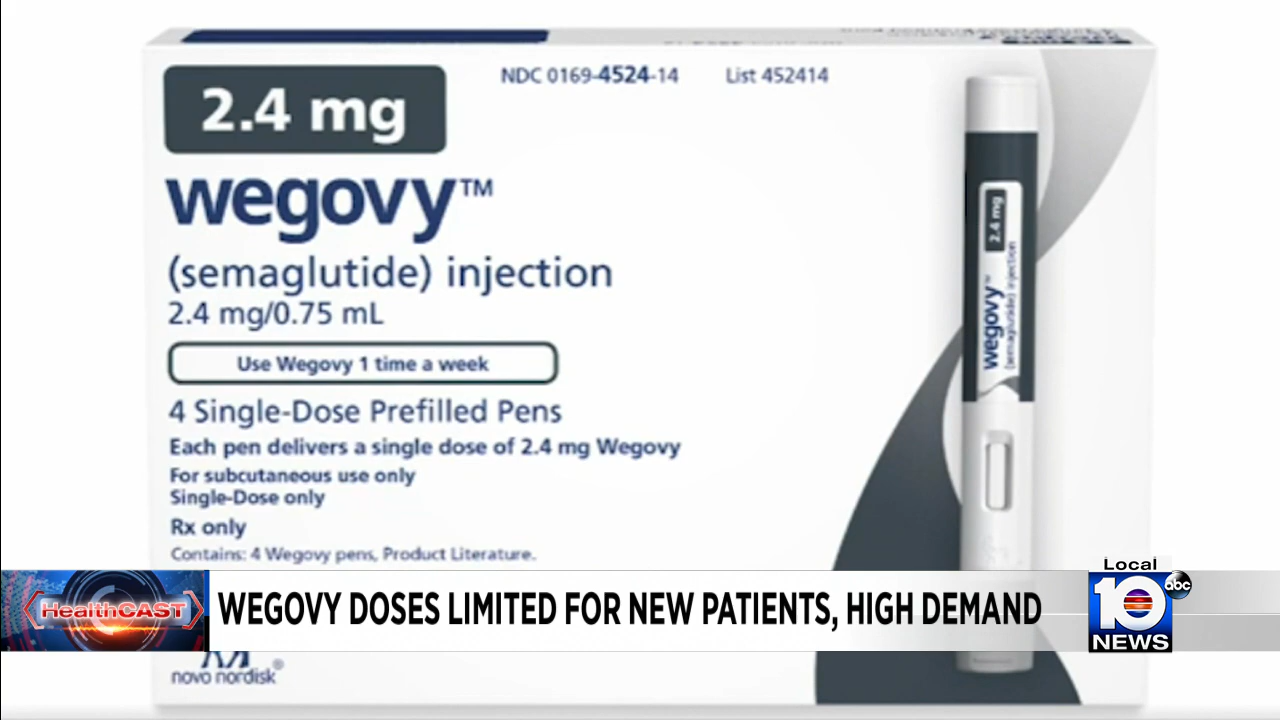 NDC 0169-4524-14 List 452414
2.4 mg
wegovy™
(semaglutide) injection
2.4 mg/0.75 mL
Use Wegovy 1 time a week
4 Single-Dose Prefilled Pens
Each pen delivers a single dose of 2.4 mg Wegovy
For subcutaneous use only
Single-Dose only
Rx only
Contains: 4 Wegovy pens, Product Literature.
2.4 mg
wegovy™
(semaglutide) injection
HealthCAST
WEGOVY DOSES LIMITED FOR NEW PATIENTS, HIGH DEMAND
Local
10
abc
NEWS
novo nordisk®